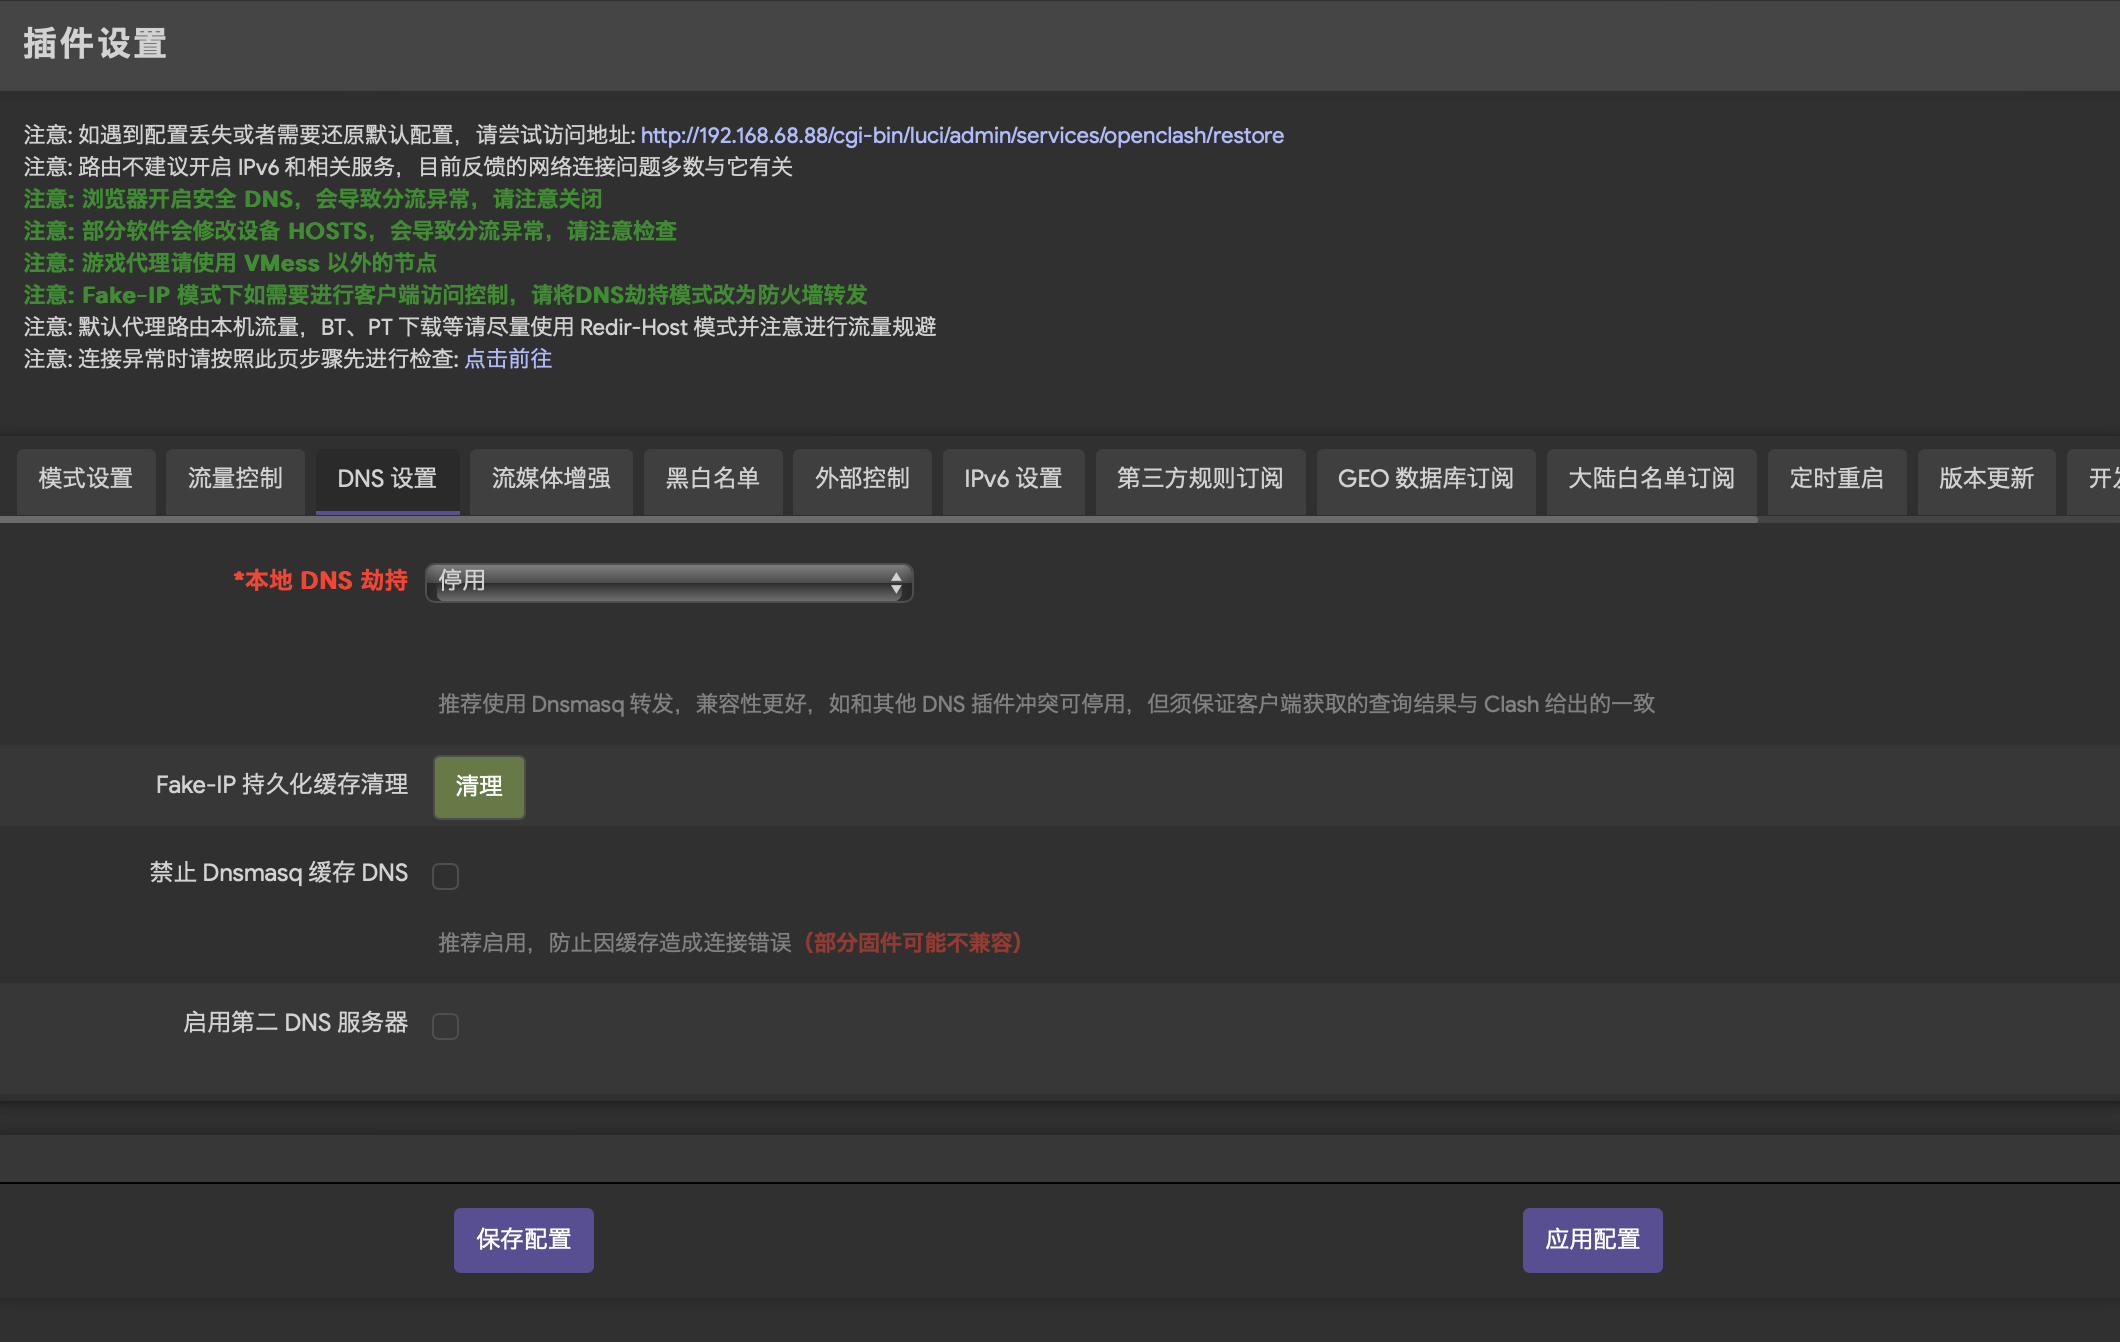 插件设置
注意: 如遇到配置丢失或者需要还原默认配置，请尝试访问地址: http://192.168.68.88/cgi-bin/luci/admin/services/openclash/restore
注意: 路由不建议开启 IPv6 和相关服务，目前反馈的网络连接问题多数与它有关
注意: 浏览器开启安全 DNS，会导致分流异常，请注意关闭
注意: 部分软件会修改设备 HOSTS，会导致分流异常，请注意检查
注意: 游戏代理请使用 VMess 以外的节点
注意: Fake-IP 模式下如需要进行客户端访问控制，请将DNS劫持模式改为防火墙转发
注意: 默认代理路由本机流量，BT、PT 下载等请尽量使用 Redir-Host 模式并注意进行流量规避
注意: 连接异常时请按照此页步骤先进行检查: 点击前往
模式设置 流量控制 DNS 设置 流媒体增强 黑白名单 外部控制 IPv6 设置 第三方规则订阅 GEO 数据库订阅 大陆白名单订阅 定时重启 版本更新 开
*本地 DNS 劫持 停用
推荐使用 Dnsmasq 转发，兼容性更好，如和其他 DNS 插件冲突可停用，但须保证客户端获取的查询结果与 Clash 给出的一致
Fake-IP 持久化缓存清理 清理
禁止 Dnsmasq 缓存 DNS
推荐启用，防止因缓存造成连接错误（部分固件可能不兼容）
启用第二 DNS 服务器
保存配置 应用配置